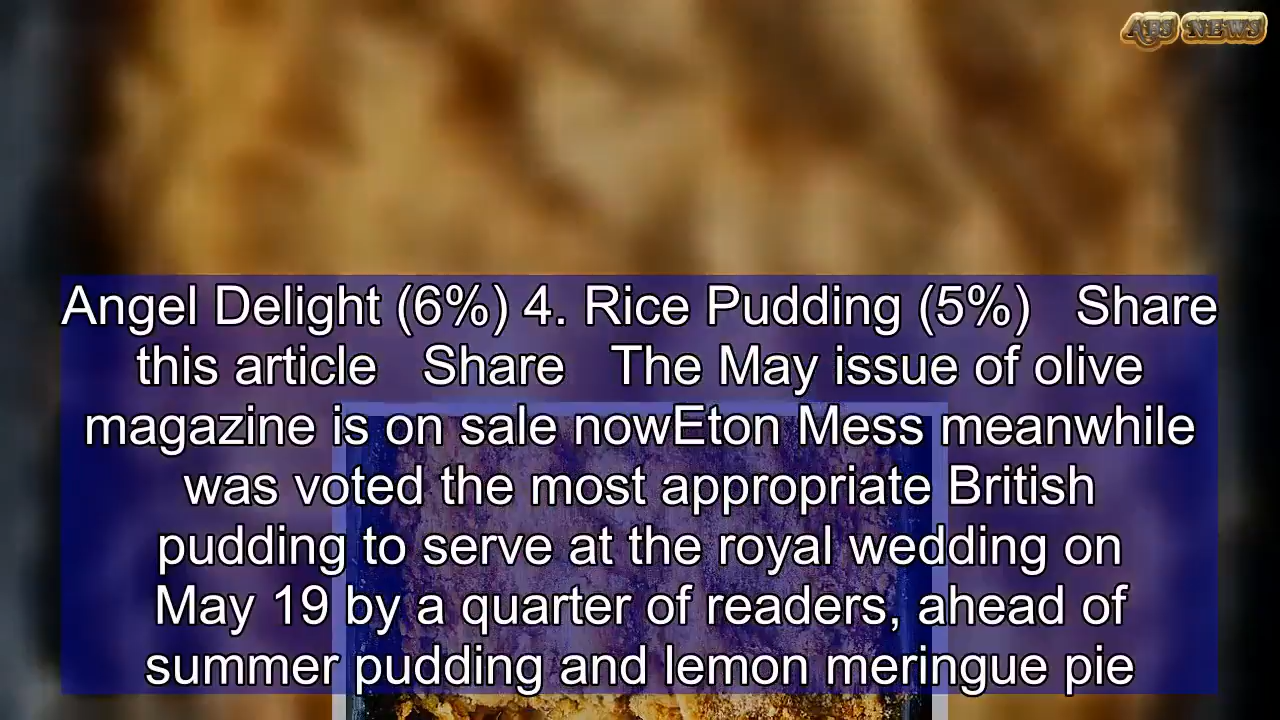 ABS NEWS
Angel Delight (6%) 4. Rice Pudding (5%) Share
this article Share The May issue of olive
magazine is on sale nowEton Mess meanwhile
was voted the most appropriate British
pudding to serve at the royal wedding on
May 19 by a quarter of readers, ahead of
summer pudding and lemon meringue pie